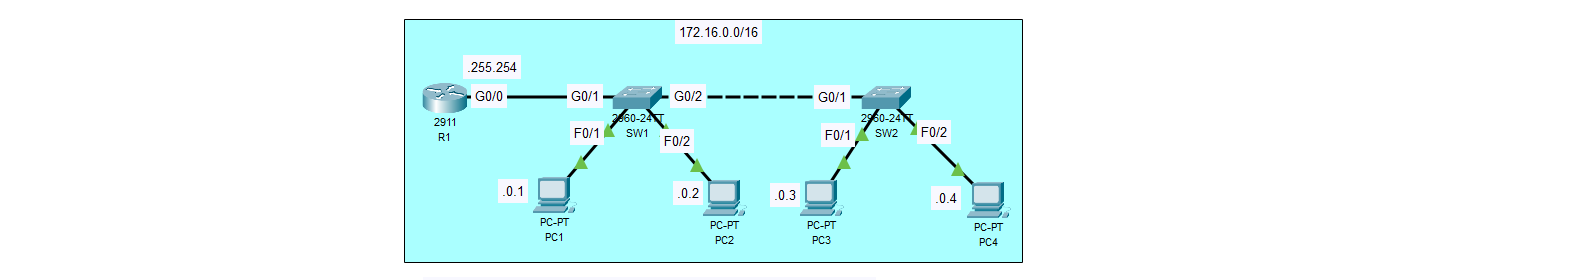 172.16.0.0/16
.255.254
G0/0
G0/1
G0/2
G0/1
2911
R1
2960-24TT
SW1
2960-24TT
SW2
F0/1
F0/2
F0/1
F0/2
.0.1
.0.2
.0.3
.0.4
PC-PT
PC1
PC-PT
PC2
PC-PT
PC3
PC-PT
PC4